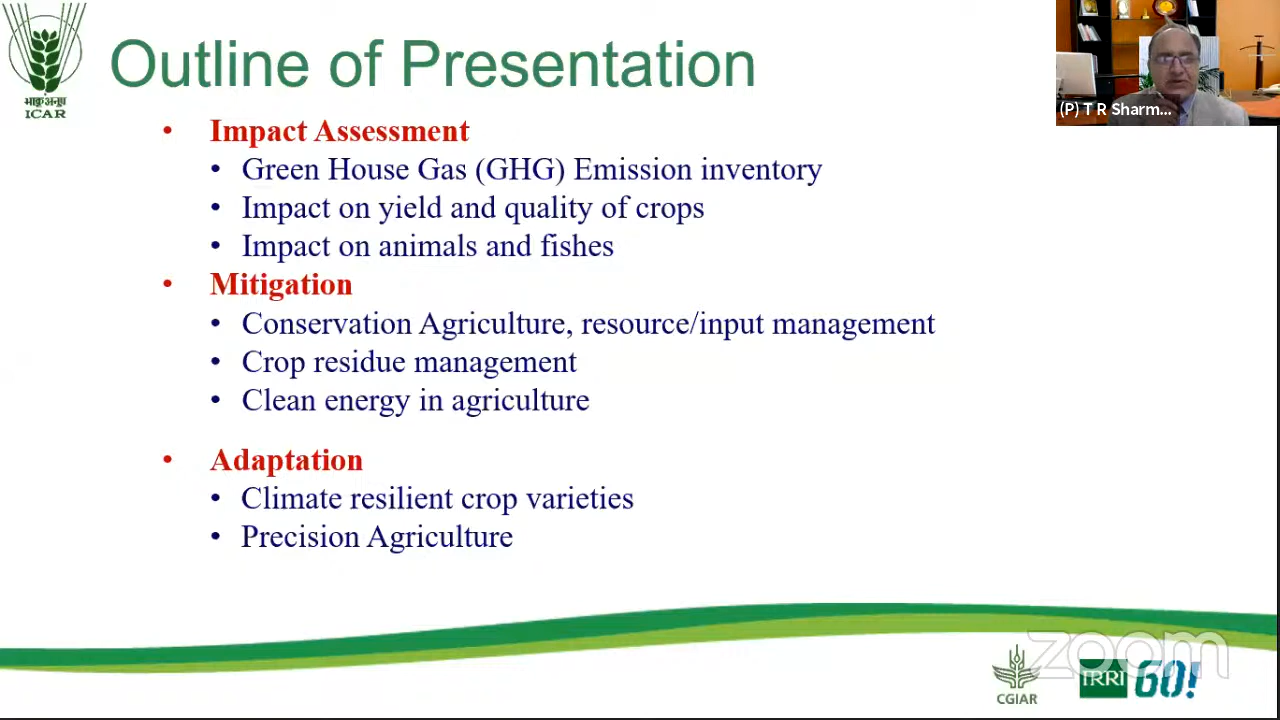 Outline of Presentation
भाकृअनुप
ICAR
(P) T R Sharm...
• Impact Assessment
• Green House Gas (GHG) Emission inventory
• Impact on yield and quality of crops
• Impact on animals and fishes
• Mitigation
• Conservation Agriculture, resource/input management
• Crop residue management
• Clean energy in agriculture
• Adaptation
• Climate resilient crop varieties
• Precision Agriculture
zoom
CGIAR
IRRI 60!